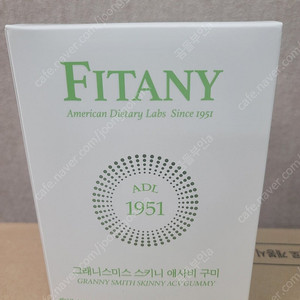 FITANY
American Dietary Labs Since 1951
ADL
1951
그래니스미스 스키니 애사비 구미
GRANNY SMITH SKINNY ACV GUMMY